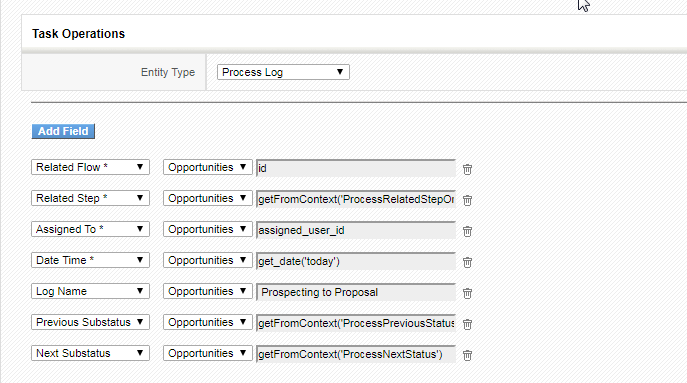 Task Operations
Entity Type Process Log
Add Field
Related Flow * Opportunities id
Related Step * Opportunities getFromContext('ProcessRelatedStepOr
Assigned To * Opportunities assigned_user_id
Date Time * Opportunities get_date('today')
Log Name Opportunities Prospecting to Proposal
Previous Substatus Opportunities getFromContext('ProcessPreviousStatus
Next Substatus Opportunities getFromContext('ProcessNextStatus')